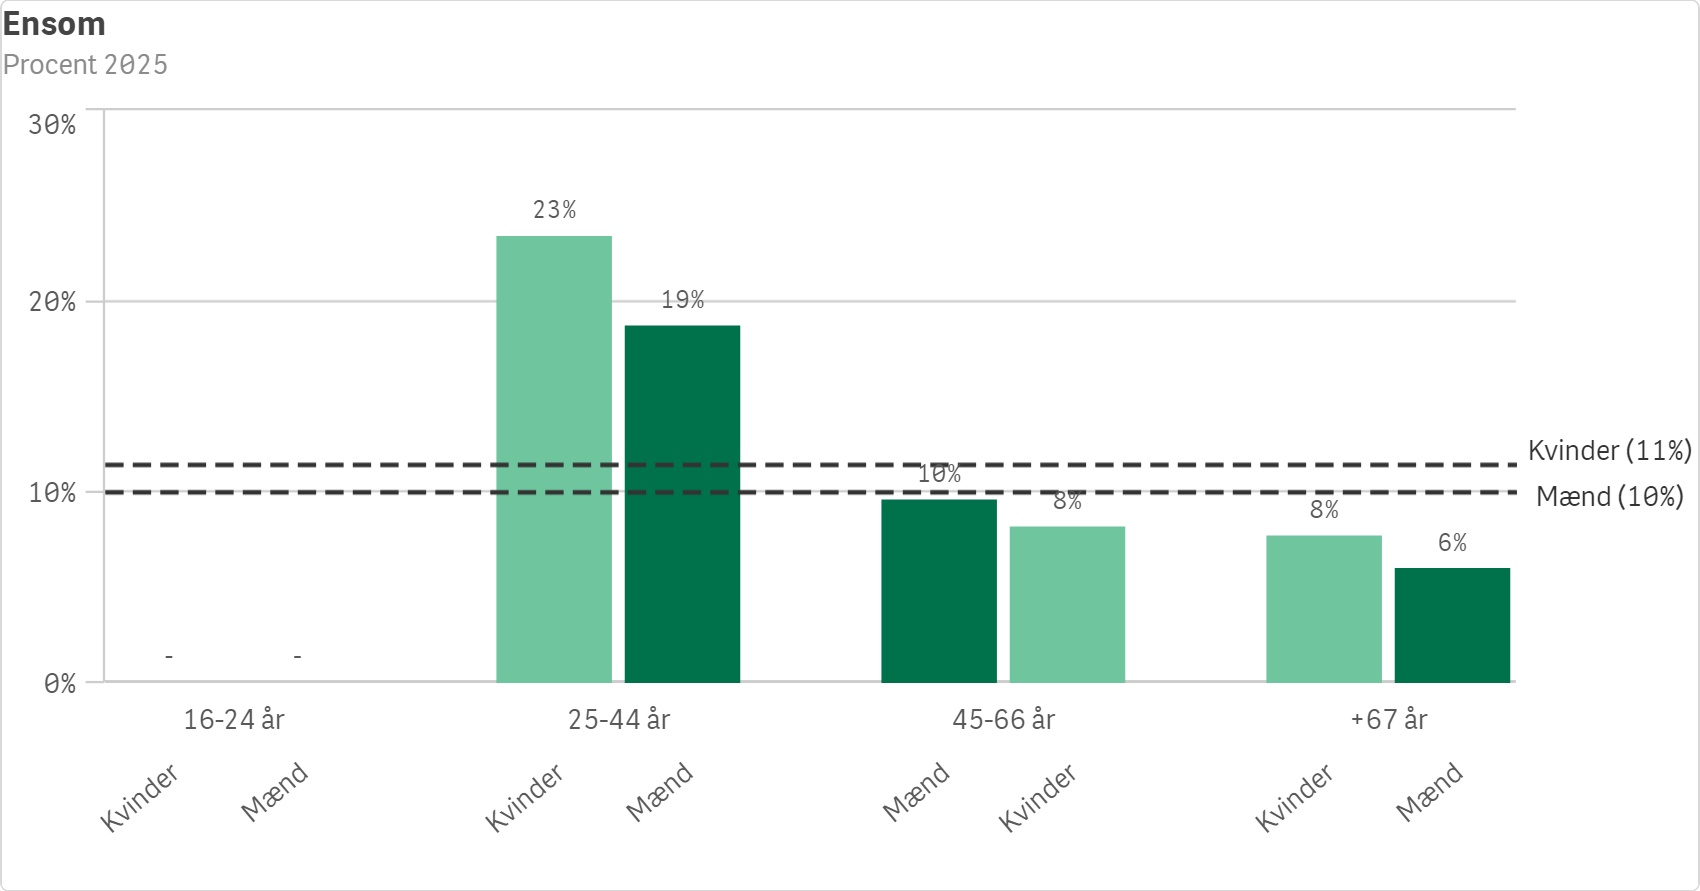 Ensom
Procent 2025
30%
20%
10%
0%
23%
19%
10%
8%
8%
6%
-
-
Kvinder (11%)
Mænd (10%)
16-24 år
25-44 år
45-66 år
+67 år
Kvinder
Mænd
Kvinder
Mænd
Mænd
Kvinder
Kvinder
Mænd